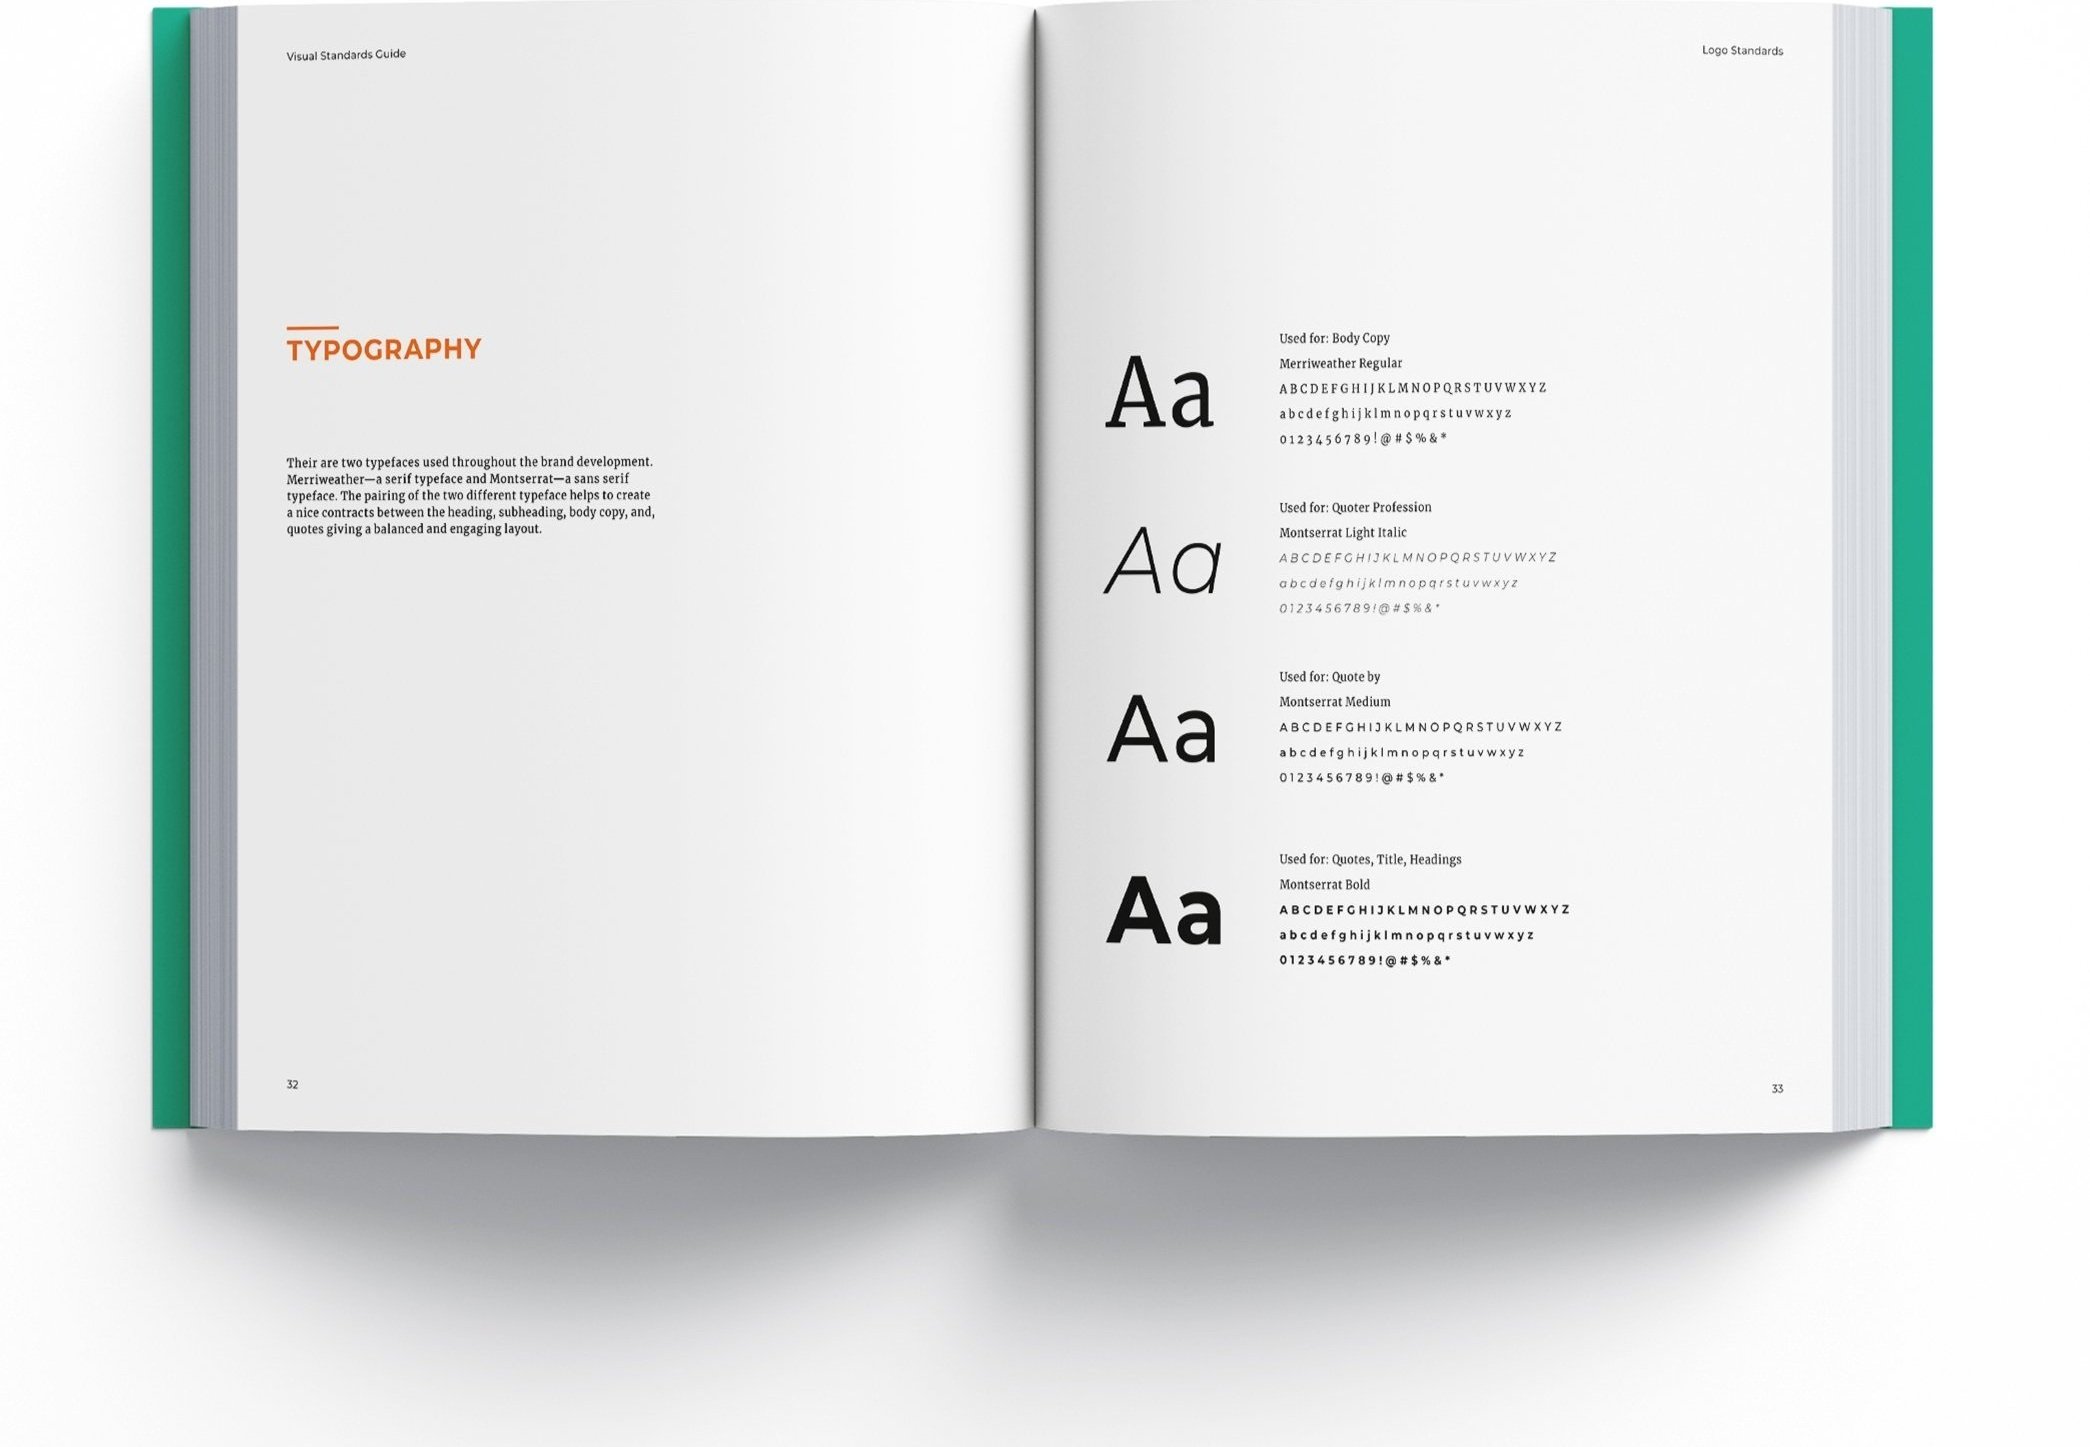 Visual Standards Guide
TYPOGRAPHY
Their are two typefaces used throughout the brand development.
Merriweather—a serif typeface and Montserrat—a sans serif
typeface. The pairing of the two different typeface helps to create
a nice contracts between the heading, subheading, body copy, and,
quotes giving a balanced and engaging layout.
32
Logo Standards
Aa
Used for: Body Copy
Merriweather Regular
A B C D E F G H I J K L M N O P Q R S T U V W X Y Z
a b c d e f g h i j k l m n o p q r s t u v w x y z
0 1 2 3 4 5 6 7 8 9 ! @ # $ % & *
Aa
Used for: Quoter Profession
Montserrat Light Italic
A B C D E F G H I J K L M N O P Q R S T U V W X Y Z
a b c d e f g h i j k l m n o p q r s t u v w x y z
0 1 2 3 4 5 6 7 8 9 ! @ # $ % & *
Aa
Used for: Quote by
Montserrat Medium
A B C D E F G H I J K L M N O P Q R S T U V W X Y Z
a b c d e f g h i j k l m n o p q r s t u v w x y z
0 1 2 3 4 5 6 7 8 9 ! @ # $ % & *
Aa
Used for: Quotes, Title, Headings
Montserrat Bold
A B C D E F G H I J K L M N O P Q R S T U V W X Y Z
a b c d e f g h i j k l m n o p q r s t u v w x y z
0 1 2 3 4 5 6 7 8 9 ! @ # $ % & *
33